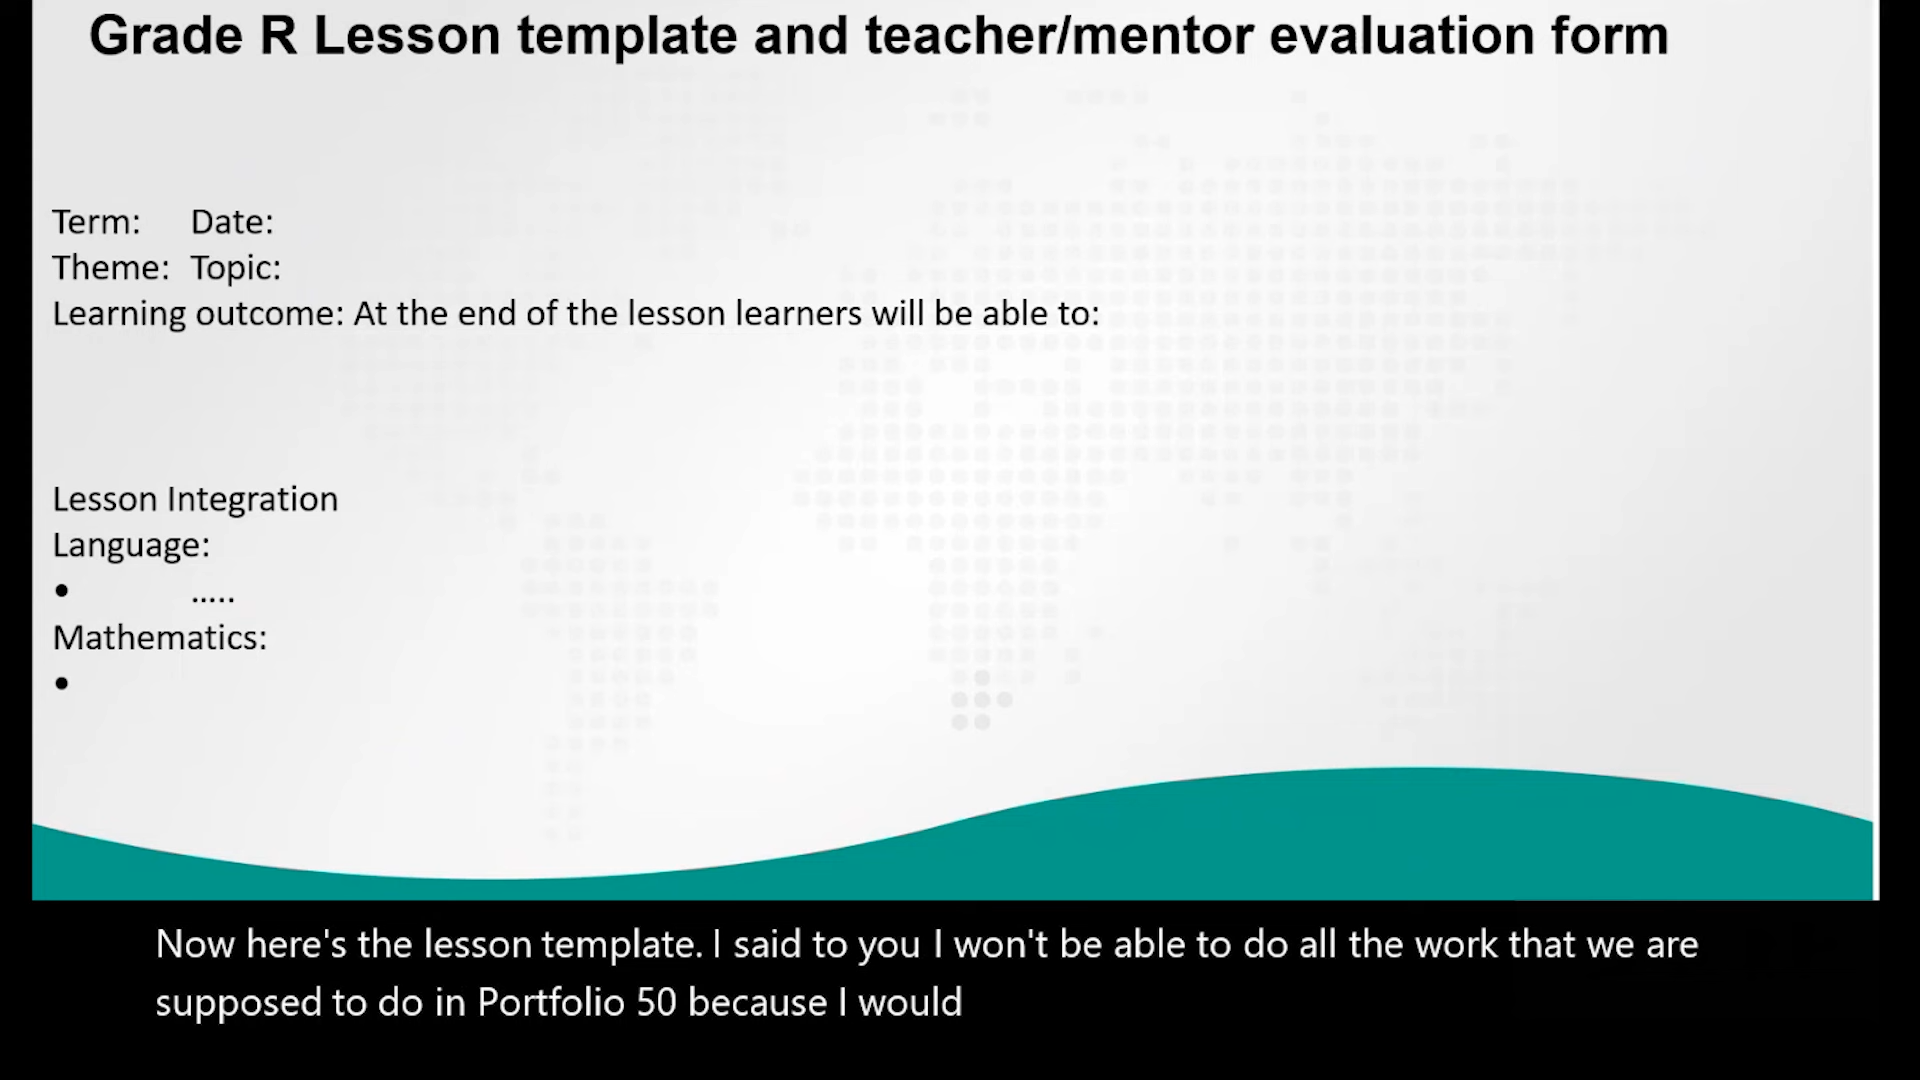 Grade R Lesson template and teacher/mentor evaluation form
Term: Date:
Theme: Topic:
Learning outcome: At the end of the lesson learners will be able to:
Lesson Integration
Language:
• …..
Mathematics:
•
Now here's the lesson template. I said to you I won't be able to do all the work that we are
supposed to do in Portfolio 50 because I would